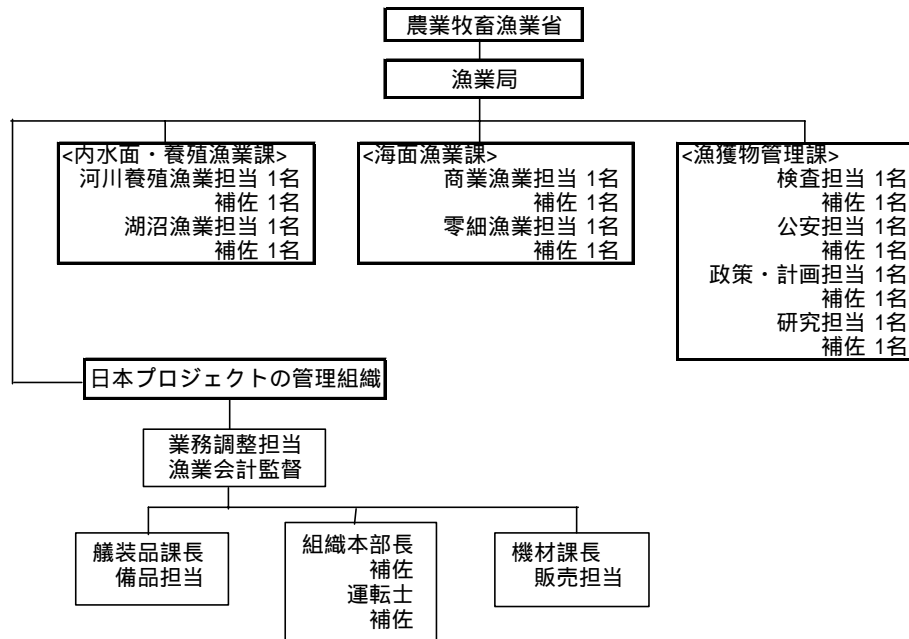 農業牧畜漁業省
漁業局
<内水面・養殖漁業課>
河川養殖漁業担当 1名
補佐 1名
湖沼漁業担当 1名
補佐 1名
<海面漁業課>
商業漁業担当 1名
補佐 1名
零細漁業担当 1名
補佐 1名
<漁獲物管理課>
検査担当 1名
補佐 1名
公安担当 1名
補佐 1名
政策・計画担当 1名
補佐 1名
研究担当 1名
補佐 1名
日本プロジェクトの管理組織
業務調整担当
漁業会計監督
艤装品課長
備品担当
組織本部長
補佐
運転士
補佐
機材課長
販売担当